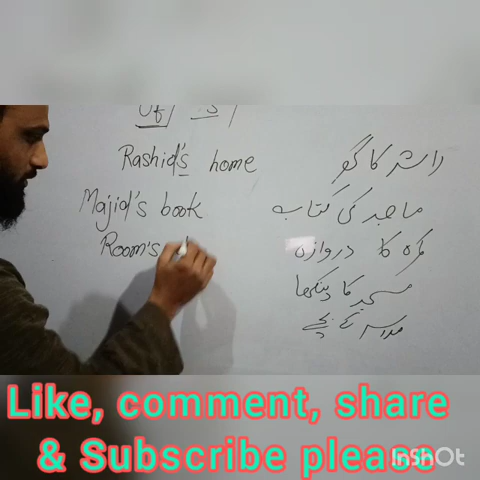 of 's
Rashid's home
راشد کا گھر
Majid's book
ماجد کی کتاب
Room's
کمرہ کا دروازہ
مسجد کا پنکھا
مدرسہ کے بچے
Like, comment, share
& Subscribe please
InShot